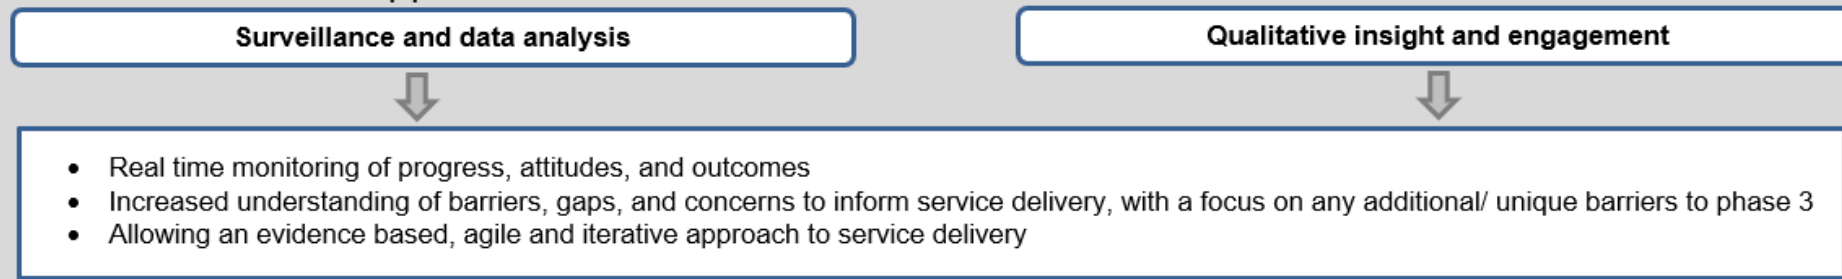 Surveillance and data analysis
Qualitative insight and engagement
• Real time monitoring of progress, attitudes, and outcomes
• Increased understanding of barriers, gaps, and concerns to inform service delivery, with a focus on any additional/ unique barriers to phase 3
• Allowing an evidence based, agile and iterative approach to service delivery